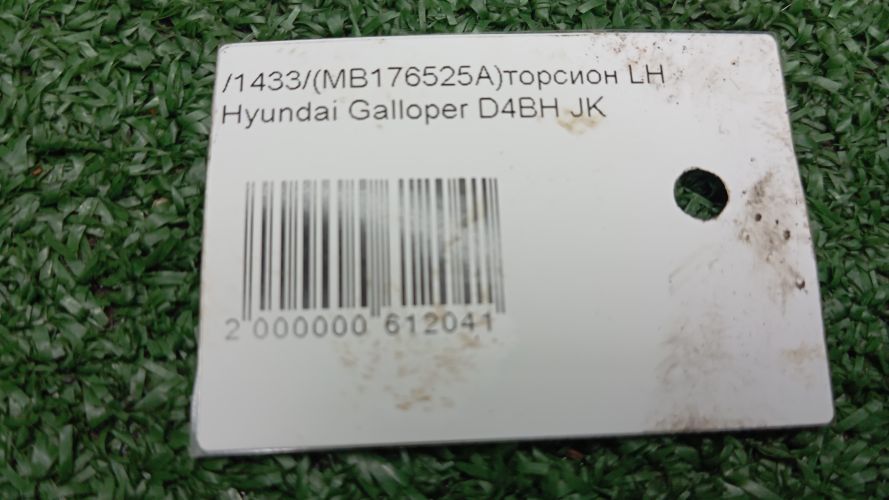 /1433/(MB176525A)торсион LH
Hyundai Galloper D4BH JK
2 000000 612041